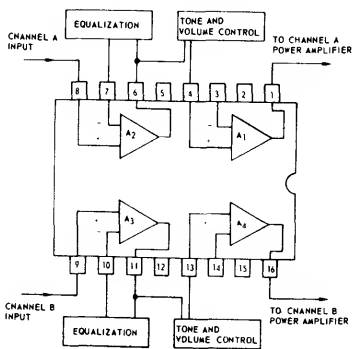 EQUALIZATION
TONE AND
VOLUME CONTROL
CHANNEL A
INPUT
TO CHANNEL A
POWER AMPLIFIER
8 7 6 5 4 3 2 1
− + A2 − + A1
+ − A3 + − A4
9 10 11 12 13 14 15 16
CHANNEL B
INPUT
TO CHANNEL B
POWER AMPLIFIER
EQUALIZATION
TONE AND
VOLUME CONTROL